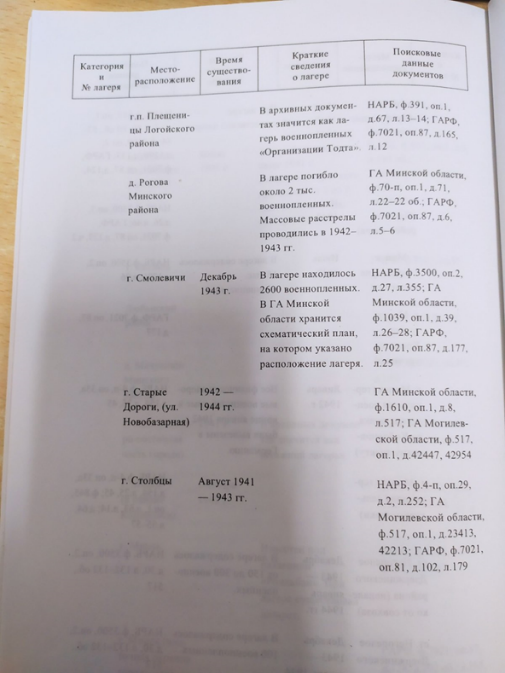 Категория и № лагеря
Место-расположение
Время существо-вания
Краткие сведения о лагере
Поисковые данные документов
г.п. Плещени-
цы Логойского
района
В архивных докумен-
тах значится как ла-
герь военнопленных
«Организации Тодта».
НАРБ, ф.391, оп.1,
д.67, л.13–14; ГАРФ,
ф.7021, оп.87, д.165,
л.12
д. Рогова
Минского
района
В лагере погибло
около 2 тыс.
военнопленных.
Массовые расстрелы
проводились в 1942–
1943 гг.
ГА Минской области,
ф.70-п, оп.1, д.71,
л.22–22 об.; ГАРФ,
ф.7021, оп.87, д.6,
л.5–6
г. Смолевичи
Декабрь
1943 г.
В лагере находилось
2600 военнопленных.
В ГА Минской
области хранится
схематический план,
на котором указано
расположение лагеря.
НАРБ, ф.3500, оп.2,
д.27, л.355; ГА
Минской области,
ф.1039, оп.1, д.39,
л.26–28; ГАРФ,
ф.7021, оп.87, д.177,
л.25
г. Старые
Дороги, (ул.
Новобазарная)
1942 —
1944 гг.
ГА Минской области,
ф.1610, оп.1, д.8,
л.517; ГА Могилев-
ской области, ф.517,
оп.1, д.42447, 42954
г. Столбцы
Август 1941
— 1943 гг.
НАРБ, ф.4-п, оп.29,
д.2, л.252; ГА
Могилевской области,
ф.517, оп.1, д.23413,
42213; ГАРФ, ф.7021,
оп.81, д.102, л.179